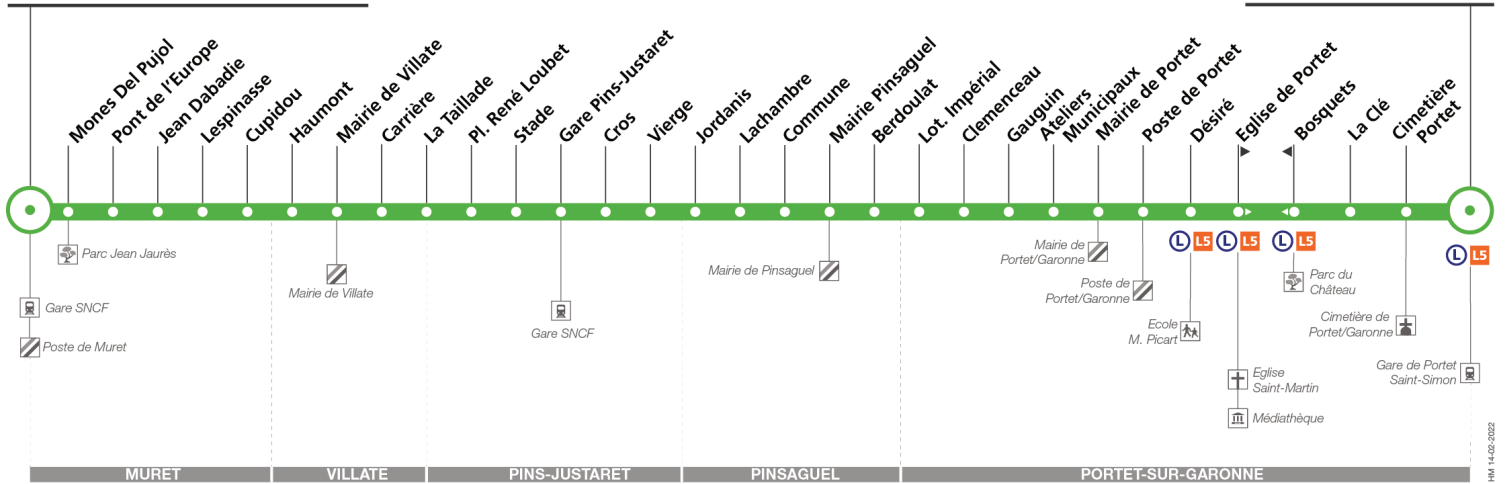 Mones Del Pujol
Pont de l'Europe
Jean Dabadie
Lespinasse
Cupidou
Haumont
Mairie de Villate
Carrière
La Taillade
Pl. René Loubet
Stade
Gare Pins-Justaret
Cros
Vierge
Jordanis
Lachambre
Commune
Mairie Pinsaguel
Berdoulat
Lot. Impérial
Clemenceau
Gauguin
Ateliers
Municipaux
Mairie de Portet
Poste de Portet
Désiré
Eglise de Portet
Bosquets
La Clé
Cimetière
Portet
Parc Jean Jaurès
Gare SNCF
Poste de Muret
Mairie de Villate
Gare SNCF
Mairie de Pinsaguel
Mairie de
Portet/Garonne
Poste de
Portet/Garonne
L L5
Ecole
M. Picart
L L5
Eglise
Saint-Martin
Médiathèque
L L5
Parc du
Château
Cimetière de
Portet/Garonne
L L5
Gare de Portet
Saint-Simon
MURET
VILLATE
PINS-JUSTARET
PINSAGUEL
PORTET-SUR-GARONNE
HM 14-02-2022